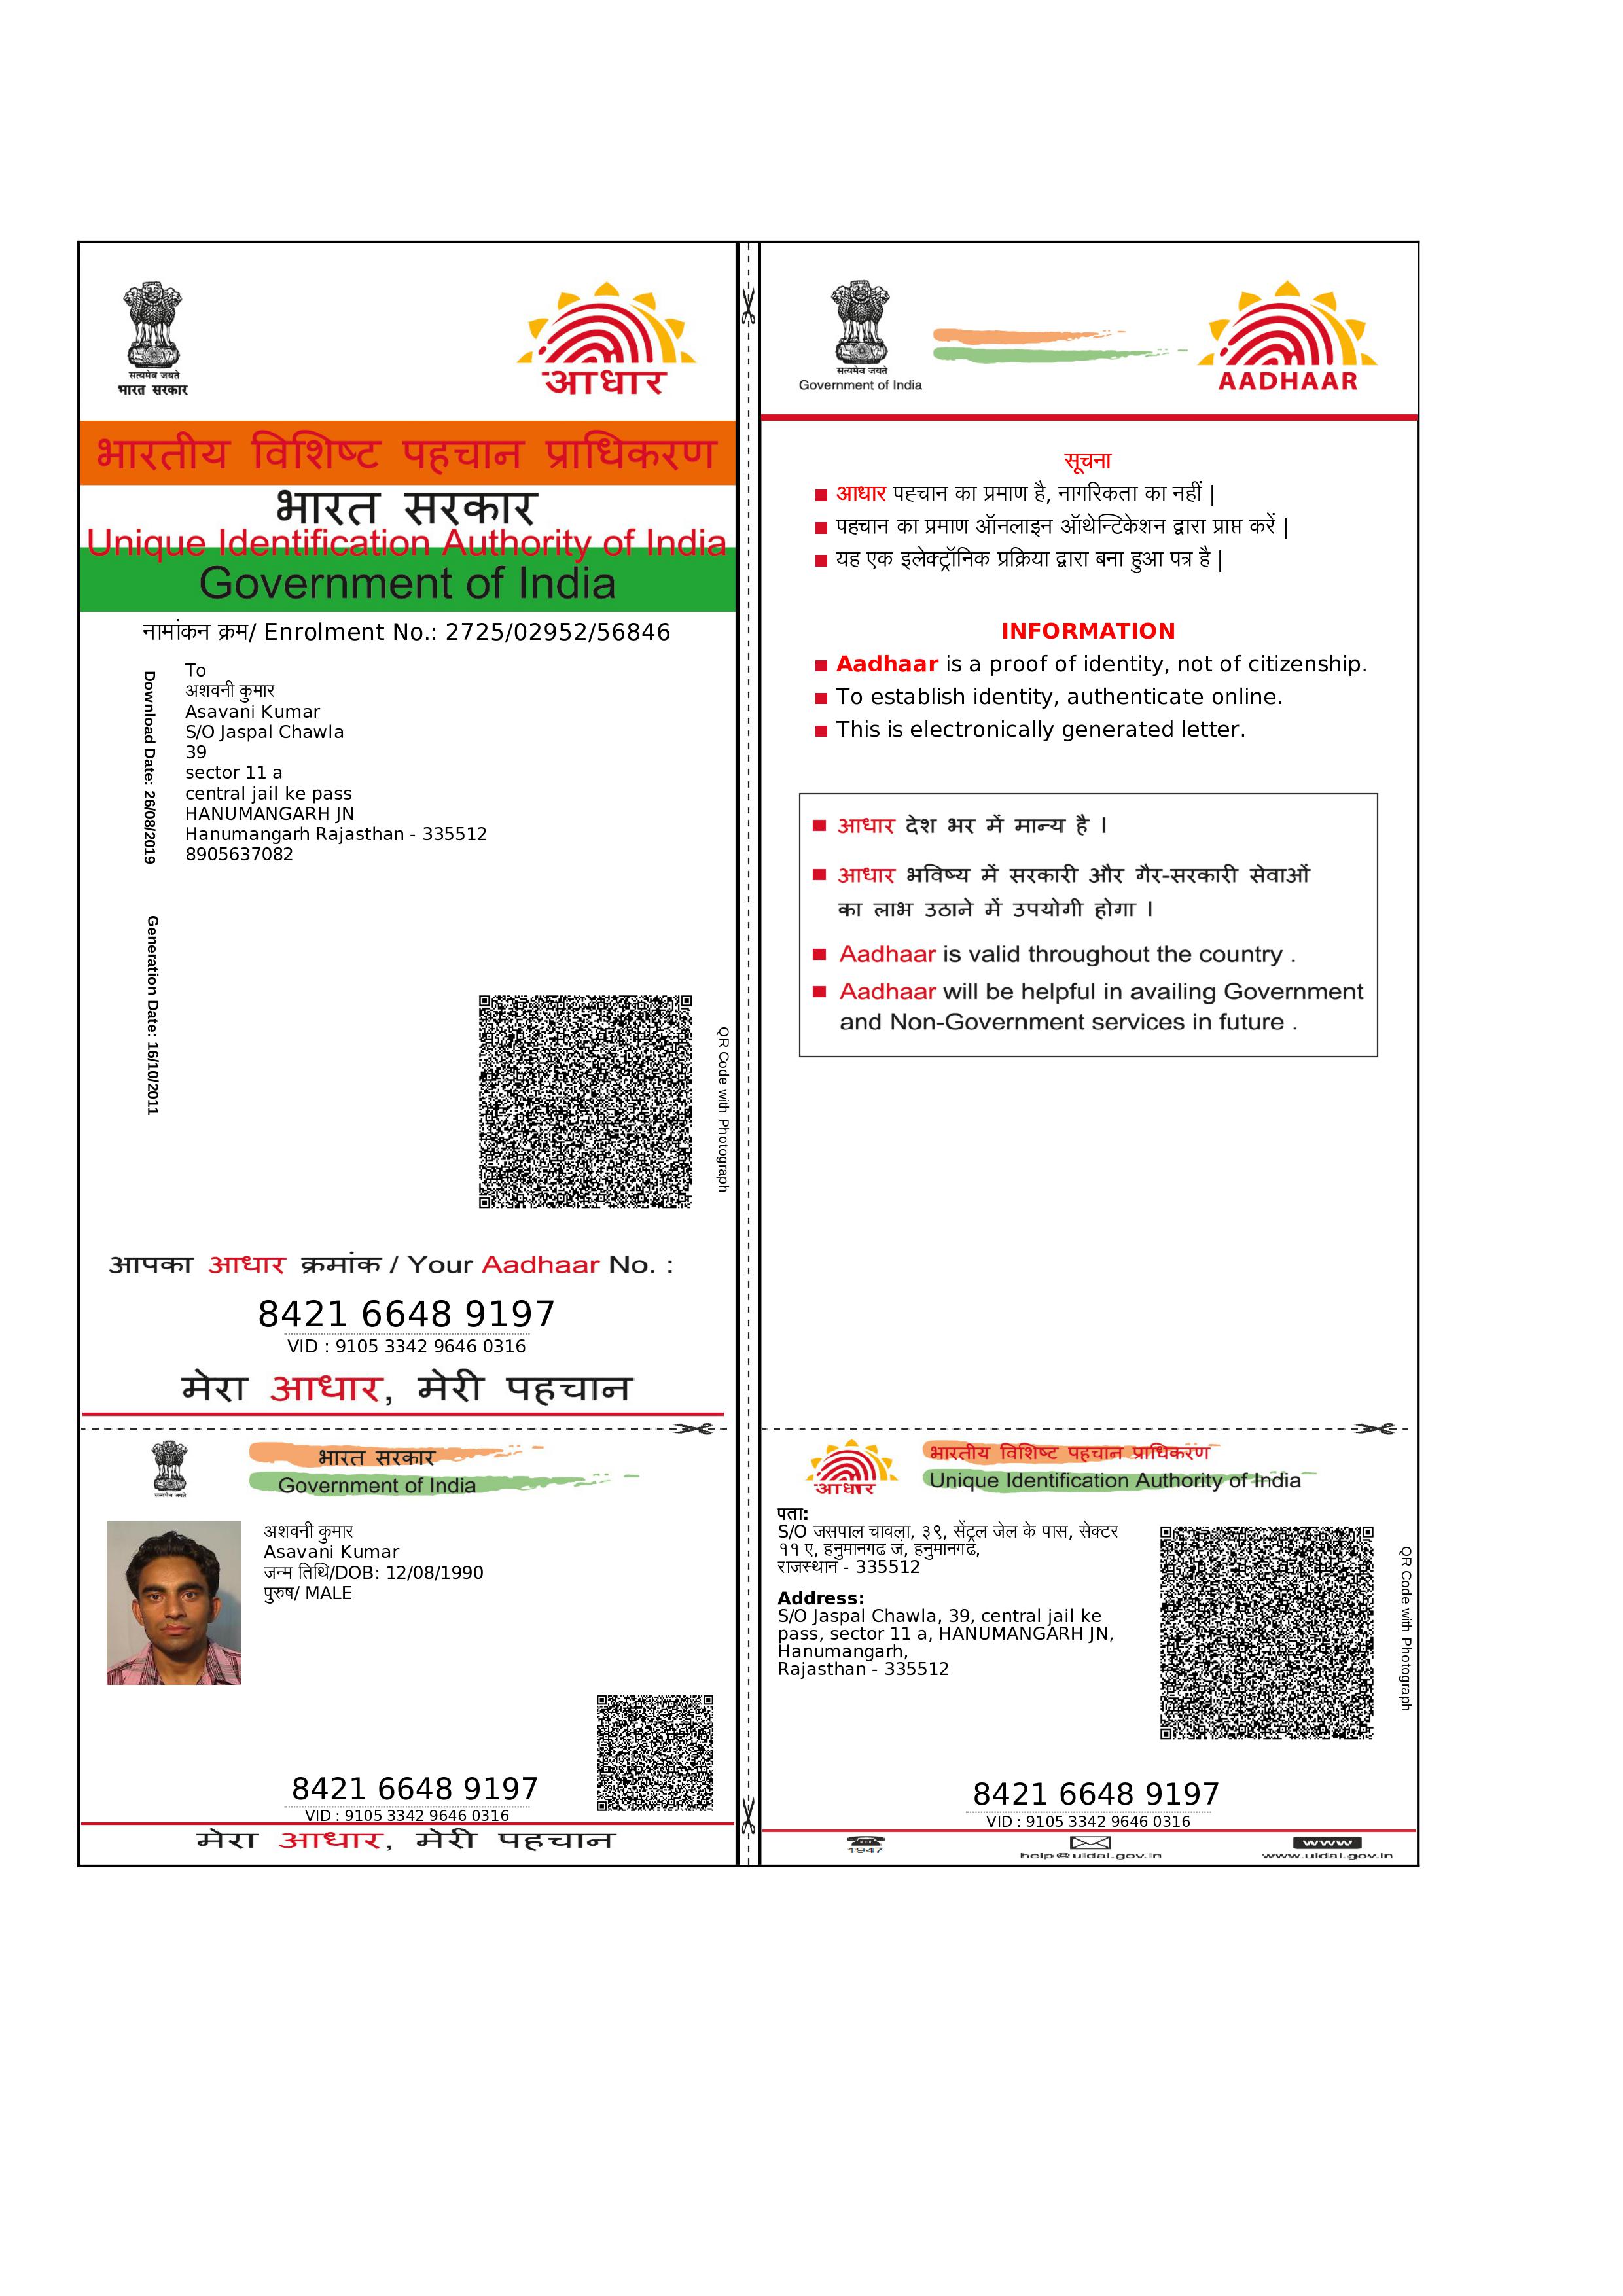 सत्यमेव जयते
भारत सरकार
आधार
भारतीय विशिष्ट पहचान प्राधिकरण
भारत सरकार
Unique Identification Authority of India
Government of India
नामांकन क्रम/ Enrolment No.: 2725/02952/56846
Download Date: 26/08/2019
Generation Date: 16/10/2011
To
अशवनी कुमार
Asavani Kumar
S/O Jaspal Chawla
39
sector 11 a
central jail ke pass
HANUMANGARH JN
Hanumangarh Rajasthan - 335512
8905637082
QR Code with Photograph
आपका आधार क्रमांक / Your Aadhaar No. :
8421 6648 9197
VID : 9105 3342 9646 0316
मेरा आधार, मेरी पहचान
सत्यमेव जयते
Government of India
AADHAAR
सूचना
आधार पह्चान का प्रमाण है, नागरिकता का नहीं |
पहचान का प्रमाण ऑनलाइन ऑथेन्टिकेशन द्वारा प्राप्त करें |
यह एक इलेक्ट्रॉनिक प्रक्रिया द्वारा बना हुआ पत्र है |
INFORMATION
Aadhaar is a proof of identity, not of citizenship.
To establish identity, authenticate online.
This is electronically generated letter.
आधार देश भर में मान्य है ।
आधार भविष्य में सरकारी और गैर-सरकारी सेवाओं
का लाभ उठाने में उपयोगी होगा ।
Aadhaar is valid throughout the country .
Aadhaar will be helpful in availing Government
and Non-Government services in future .
सत्यमेव जयते
भारत सरकार
Government of India
अशवनी कुमार
Asavani Kumar
जन्म तिथि/DOB: 12/08/1990
पुरुष/ MALE
8421 6648 9197
VID : 9105 3342 9646 0316
मेरा आधार, मेरी पहचान
आधार
भारतीय विशिष्ट पहचान प्राधिकरण
Unique Identification Authority of India
पता:
S/O जसपाल चावला, ३९, सेंट्रल जेल के पास, सेक्टर
११ ए, हनुमानगढ ज, हनुमानगढ,
राजस्थान - 335512
Address:
S/O Jaspal Chawla, 39, central jail ke
pass, sector 11 a, HANUMANGARH JN,
Hanumangarh,
Rajasthan - 335512
QR Code with Photograph
8421 6648 9197
VID : 9105 3342 9646 0316
1947
help@uidai.gov.in
www
www.uidai.gov.in